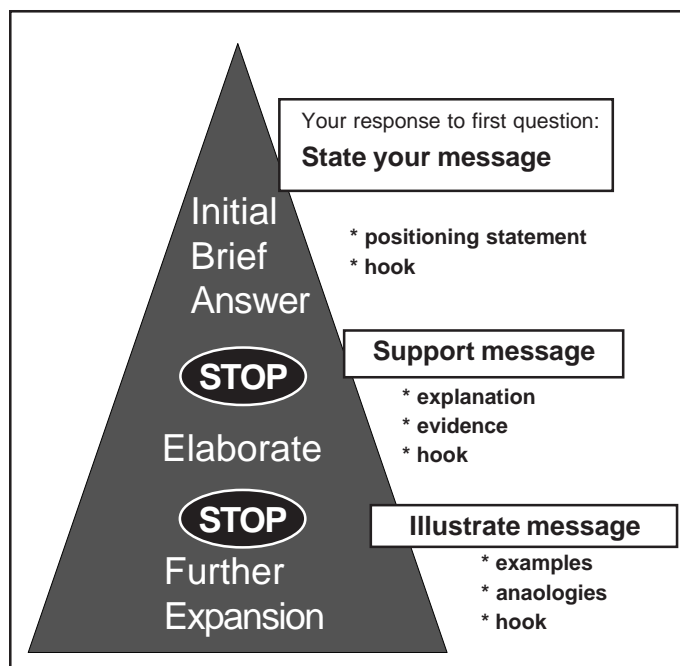 Your response to first question:
State your message
Initial
Brief
Answer
* positioning statement
* hook
STOP
Support message
* explanation
* evidence
* hook
Elaborate
STOP
Illustrate message
* examples
* anaologies
* hook
Further
Expansion